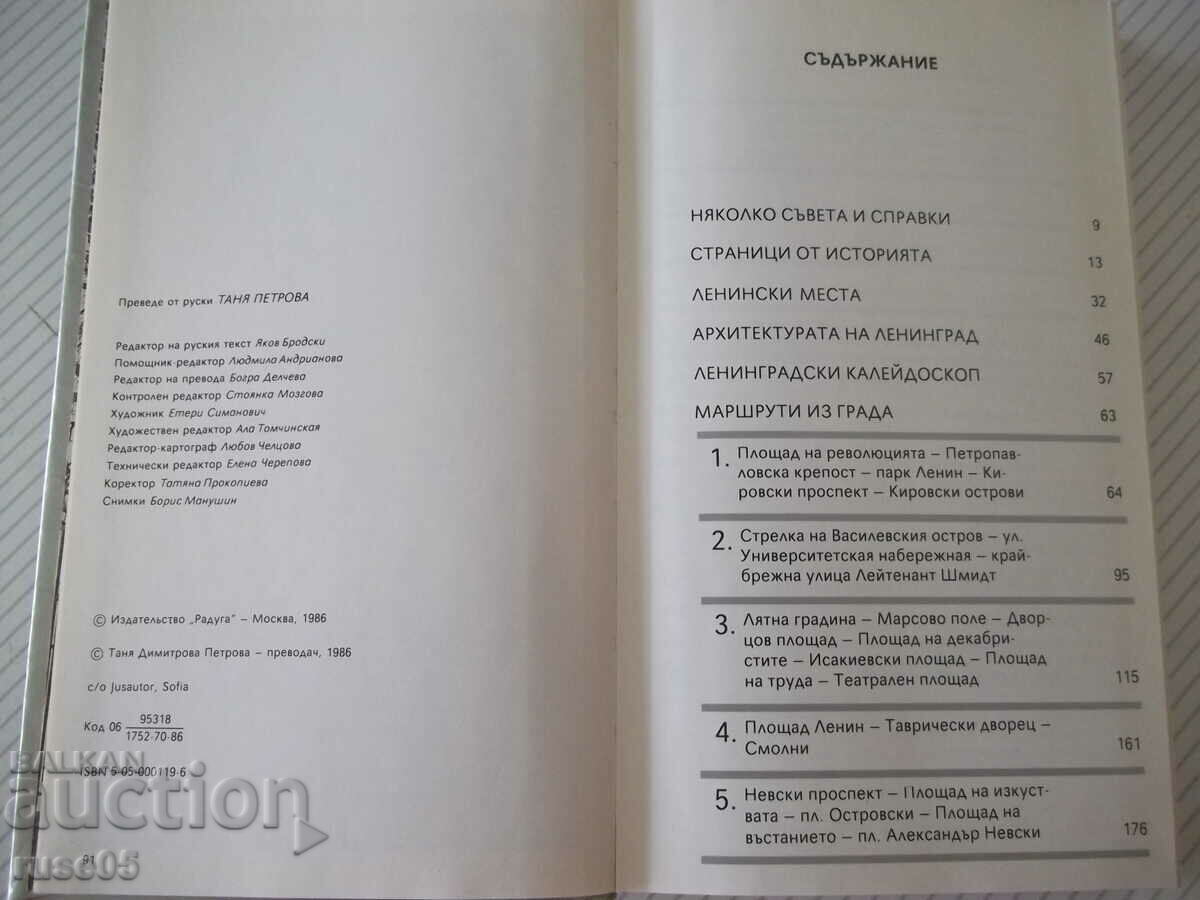 Преведе от руски ТАНЯ ПЕТРОВА
Редактор на руския текст Яков Бродски
Помощник-редактор Людмила Андрианова
Редактор на превода Богра Делчева
Контролен редактор Стоянка Мозгова
Художник Етери Симанович
Художествен редактор Ала Томчинская
Редактор-картограф Любов Челцова
Технически редактор Елена Черепова
Коректор Татяна Прокопиева
Снимки Борис Манушин
© Издателство „Радуга" – Москва, 1986
© Таня Димитрова Петрова – преводач, 1986
c/o Jusautor, Sofia
Код 06 95318
1752-70-86
ISBN 5-05-000119-6
91
BALKAN
auction
ruse05
СЪДЪРЖАНИЕ
НЯКОЛКО СЪВЕТА И СПРАВКИ 9
СТРАНИЦИ ОТ ИСТОРИЯТА 13
ЛЕНИНСКИ МЕСТА 32
АРХИТЕКТУРАТА НА ЛЕНИНГРАД 46
ЛЕНИНГРАДСКИ КАЛЕЙДОСКОП 57
МАРШРУТИ ИЗ ГРАДА 63
1. Площад на революцията – Петропав-
ловска крепост – парк Ленин – Ки-
ровски проспект – Кировски острови 64
2. Стрелка на Василевския остров – ул.
Университетская набережная – край-
брежна улица Лейтенант Шмидт 95
3. Лятна градина – Марсово поле – Двор-
цов площад – Площад на декабри-
стите – Исакиевски площад – Площад
на труда – Театрален площад 115
4. Площад Ленин – Таврически дворец –
Смолни 161
5. Невски проспект – Площад на изкуст-
вата – пл. Островски – Площад на
въстанието – пл. Александър Невски 176